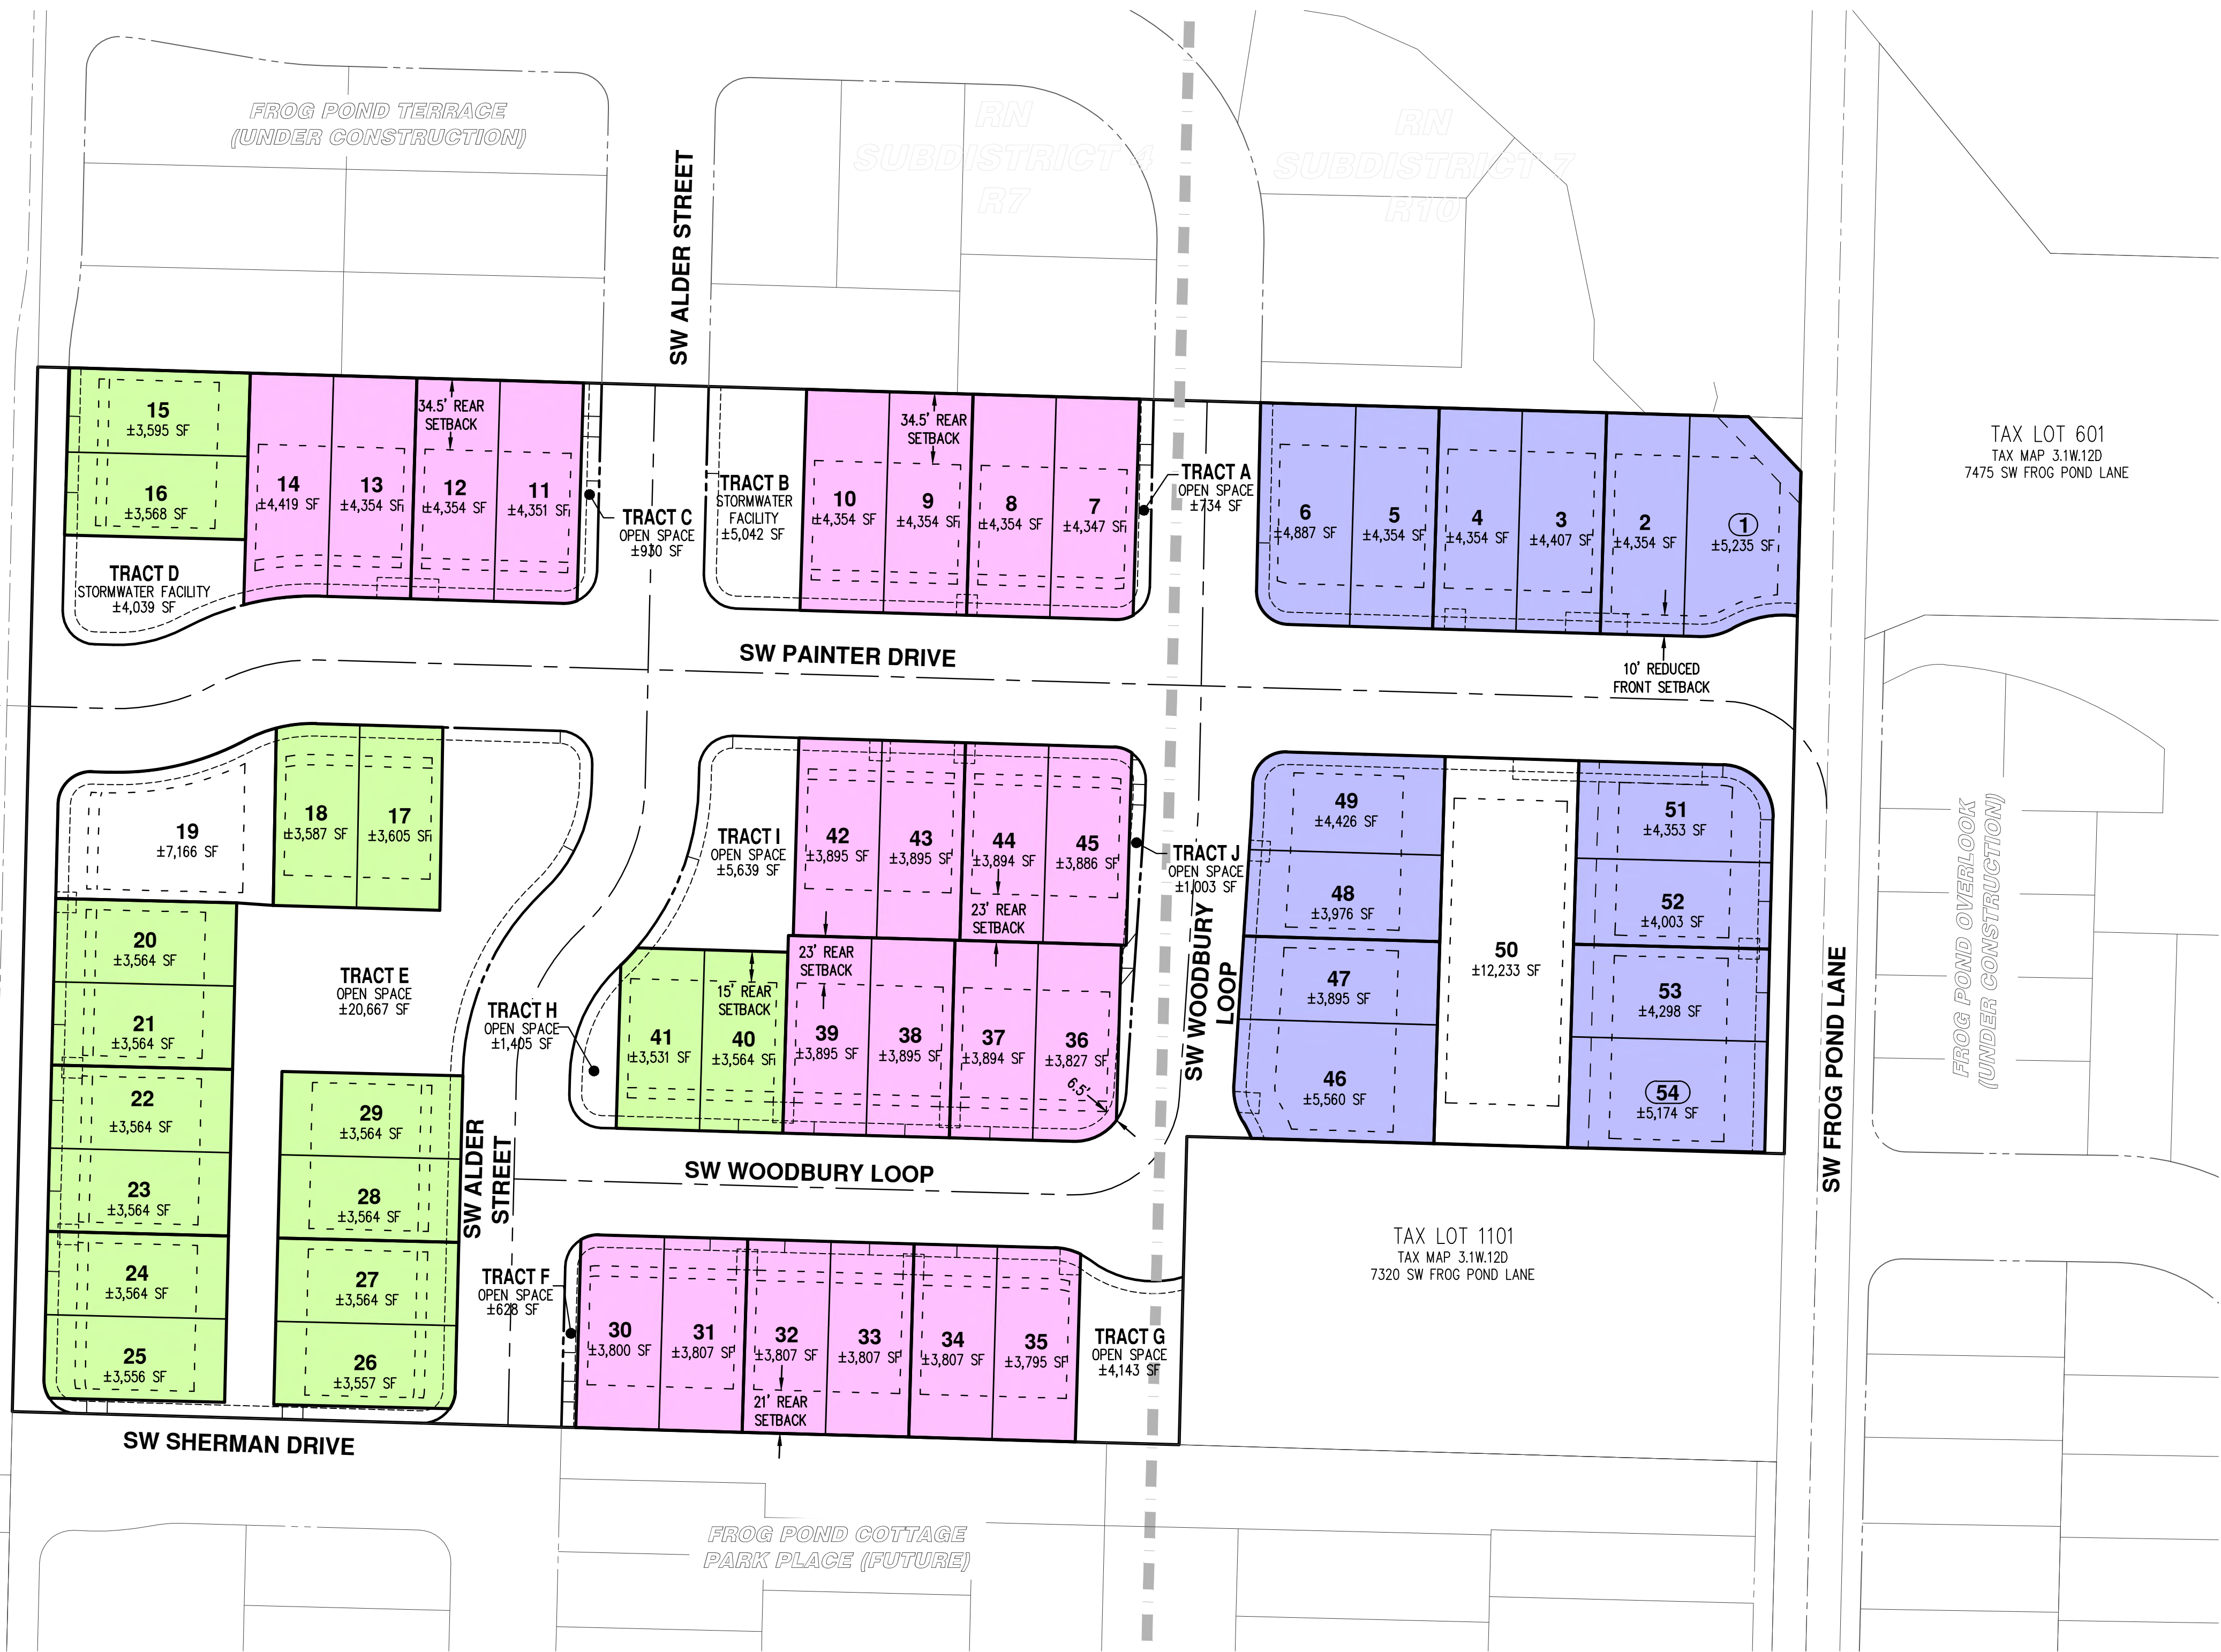 FROG POND TERRACE
(UNDER CONSTRUCTION)
SW ALDER STREET
RN
SUBDISTRICT 4
R7
RN
SUBDISTRICT 7
R10
TAX LOT 601
TAX MAP 3.1W.12D
7475 SW FROG POND LANE
15
±3,595 SF
16
±3,568 SF
TRACT D
STORMWATER FACILITY
±4,039 SF
14
±4,419 SF
13
±4,354 SF
34.5' REAR
SETBACK
12
±4,354 SF
11
±4,351 SF
TRACT C
OPEN SPACE
±930 SF
TRACT B
STORMWATER
FACILITY
±5,042 SF
10
±4,354 SF
34.5' REAR
SETBACK
9
±4,354 SF
8
±4,354 SF
7
±4,347 SF
TRACT A
OPEN SPACE
±734 SF
6
±4,887 SF
5
±4,354 SF
4
±4,354 SF
3
±4,407 SF
2
±4,354 SF
1
±5,235 SF
SW PAINTER DRIVE
10' REDUCED
FRONT SETBACK
19
±7,166 SF
18
±3,587 SF
17
±3,605 SF
20
±3,564 SF
21
±3,564 SF
22
±3,564 SF
23
±3,564 SF
24
±3,564 SF
25
±3,556 SF
TRACT E
OPEN SPACE
±20,667 SF
29
±3,564 SF
28
±3,564 SF
27
±3,564 SF
26
±3,557 SF
SW ALDER
STREET
TRACT I
OPEN SPACE
±5,639 SF
42
±3,895 SF
43
±3,895 SF
44
±3,894 SF
45
±3,886 SF
23' REAR
SETBACK
23' REAR
SETBACK
TRACT J
OPEN SPACE
±1,003 SF
TRACT H
OPEN SPACE
±1,405 SF
15' REAR
SETBACK
41
±3,531 SF
40
±3,564 SF
39
±3,895 SF
38
±3,895 SF
37
±3,894 SF
36
±3,827 SF
6.5'
SW WOODBURY
LOOP
49
±4,426 SF
48
±3,976 SF
47
±3,895 SF
46
±5,560 SF
50
±12,233 SF
51
±4,353 SF
52
±4,003 SF
53
±4,298 SF
54
±5,174 SF
SW FROG POND LANE
FROG POND OVERLOOK
(UNDER CONSTRUCTION)
SW WOODBURY LOOP
TRACT F
OPEN SPACE
±628 SF
30
±3,800 SF
31
±3,807 SF
32
±3,807 SF
21' REAR
SETBACK
33
±3,807 SF
34
±3,807 SF
35
±3,795 SF
TRACT G
OPEN SPACE
±4,143 SF
TAX LOT 1101
TAX MAP 3.1W.12D
7320 SW FROG POND LANE
SW SHERMAN DRIVE
FROG POND COTTAGE
PARK PLACE (FUTURE)